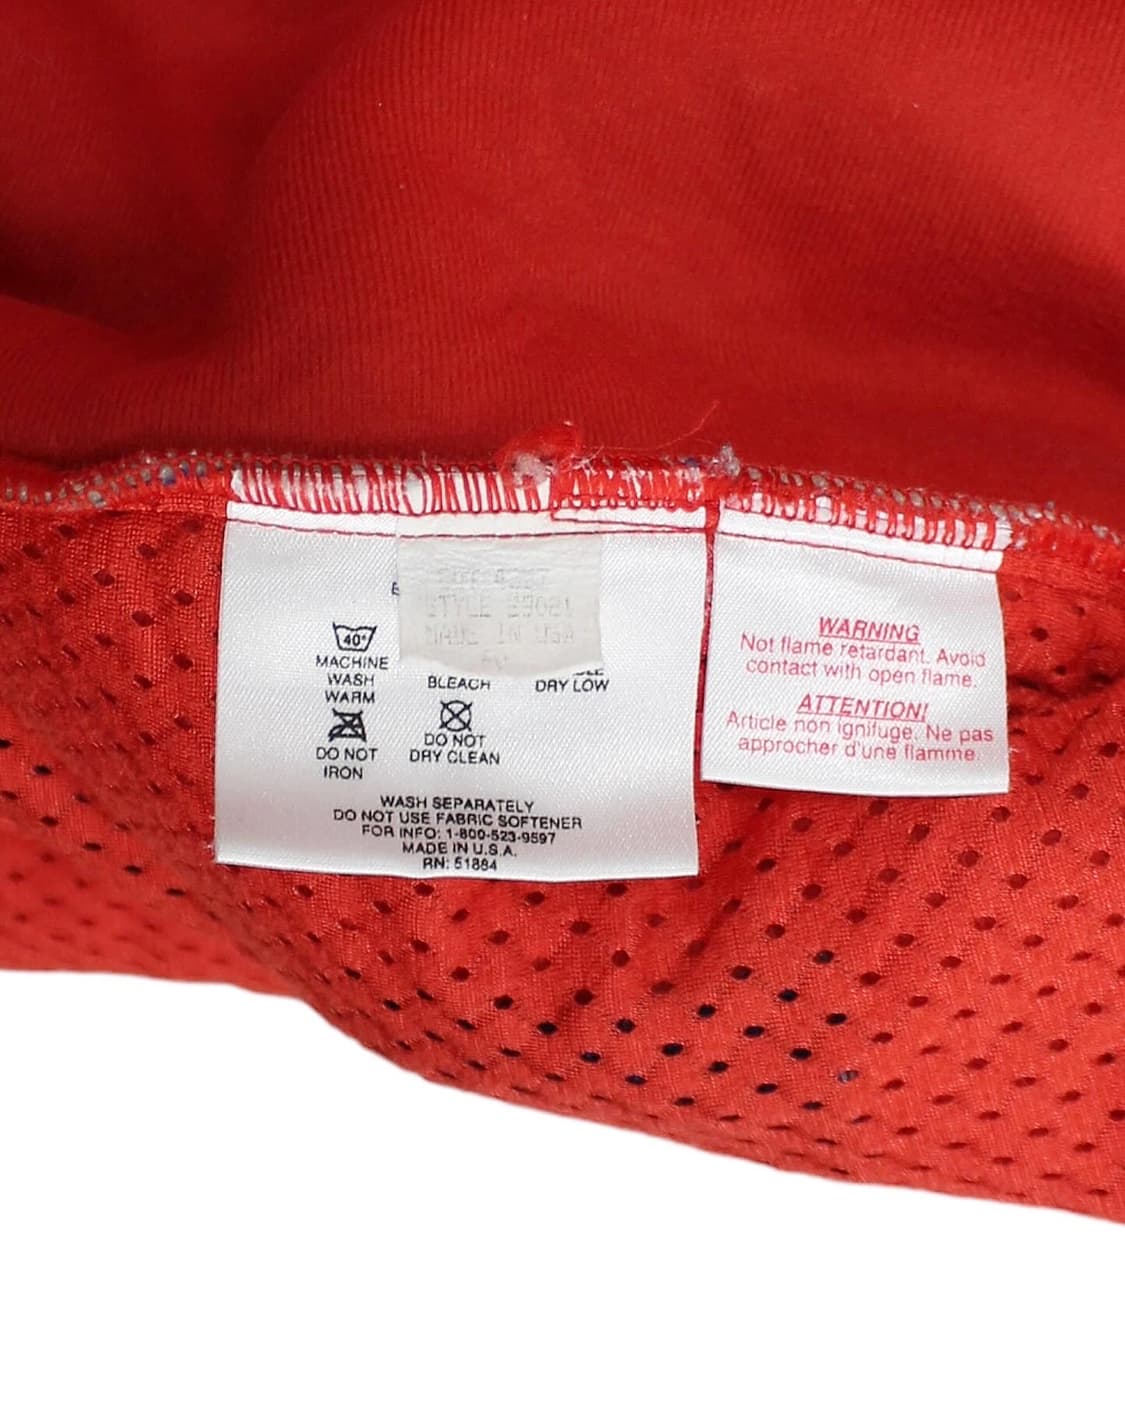 MADE IN USA
40°
MACHINE
WASH
WARM
BLEACH
DRY LOW
DO NOT
IRON
DO NOT
DRY CLEAN
WASH SEPARATELY
DO NOT USE FABRIC SOFTENER
FOR INFO: 1-800-523-9597
MADE IN U.S.A.
RN: 51884
WARNING
Not flame retardant. Avoid
contact with open flame.
ATTENTION!
Article non ignifuge. Ne pas
approcher d'une flamme.